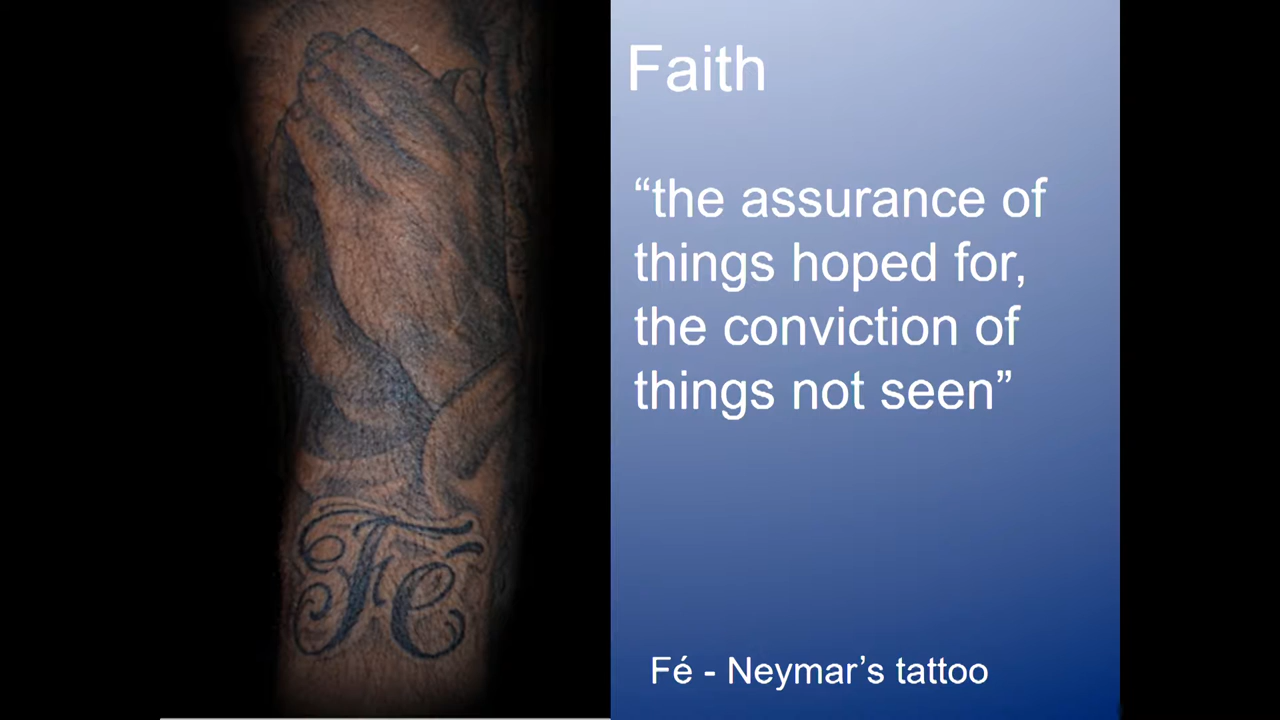 Fé
Faith
“the assurance of
things hoped for,
the conviction of
things not seen”
Fé - Neymar’s tattoo